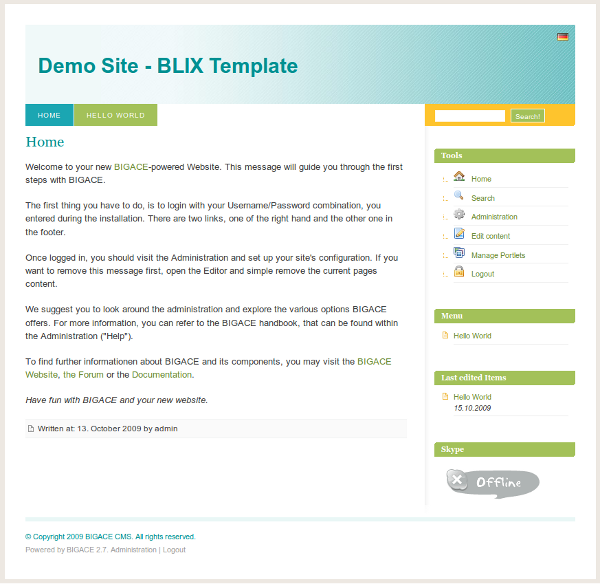 Demo Site - BLIX Template
HOME
HELLO WORLD
Search!
Home
Welcome to your new BIGACE-powered Website. This message will guide you through the first
steps with BIGACE.
The first thing you have to do, is to login with your Username/Password combination, you
entered during the installation. There are two links, one of the right hand and the other one in
the footer.
Once logged in, you should visit the Administration and set up your site's configuration. If you
want to remove this message first, open the Editor and simple remove the current pages
content.
We suggest you to look around the administration and explore the various options BIGACE
offers. For more information, you can refer to the BIGACE handbook, that can be found within
the Administration ("Help").
To find further informationen about BIGACE and its components, you may visit the BIGACE
Website, the Forum or the Documentation.
Have fun with BIGACE and your new website.
Written at: 13. October 2009 by admin
Tools
Home
Search
Administration
Edit content
Manage Portlets
Logout
Menu
Hello World
Last edited Items
Hello World
15.10.2009
Skype
Offline
© Copyright 2009 BIGACE CMS. All rights reserved.
Powered by BIGACE 2.7. Administration | Logout